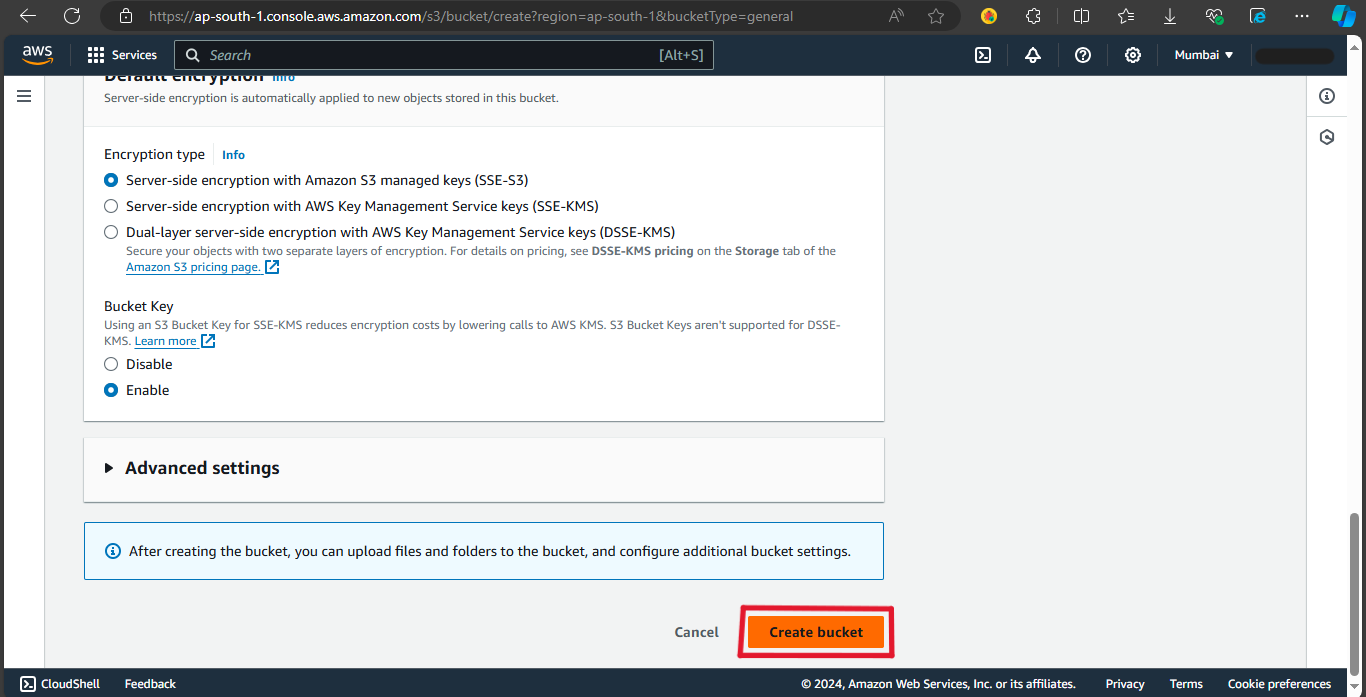 https://ap-south-1.console.aws.amazon.com/s3/bucket/create?region=ap-south-1&bucketType=general
aws
Services
Search
[Alt+S]
Mumbai
Default encryption Info
Server-side encryption is automatically applied to new objects stored in this bucket.
Encryption type
Info
Server-side encryption with Amazon S3 managed keys (SSE-S3)
Server-side encryption with AWS Key Management Service keys (SSE-KMS)
Dual-layer server-side encryption with AWS Key Management Service keys (DSSE-KMS)
Secure your objects with two separate layers of encryption. For details on pricing, see DSSE-KMS pricing on the Storage tab of the
Amazon S3 pricing page.
Bucket Key
Using an S3 Bucket Key for SSE-KMS reduces encryption costs by lowering calls to AWS KMS. S3 Bucket Keys aren't supported for DSSE-
KMS. Learn more
Disable
Enable
Advanced settings
After creating the bucket, you can upload files and folders to the bucket, and configure additional bucket settings.
Cancel
Create bucket
CloudShell
Feedback
© 2024, Amazon Web Services, Inc. or its affiliates.
Privacy
Terms
Cookie preferences